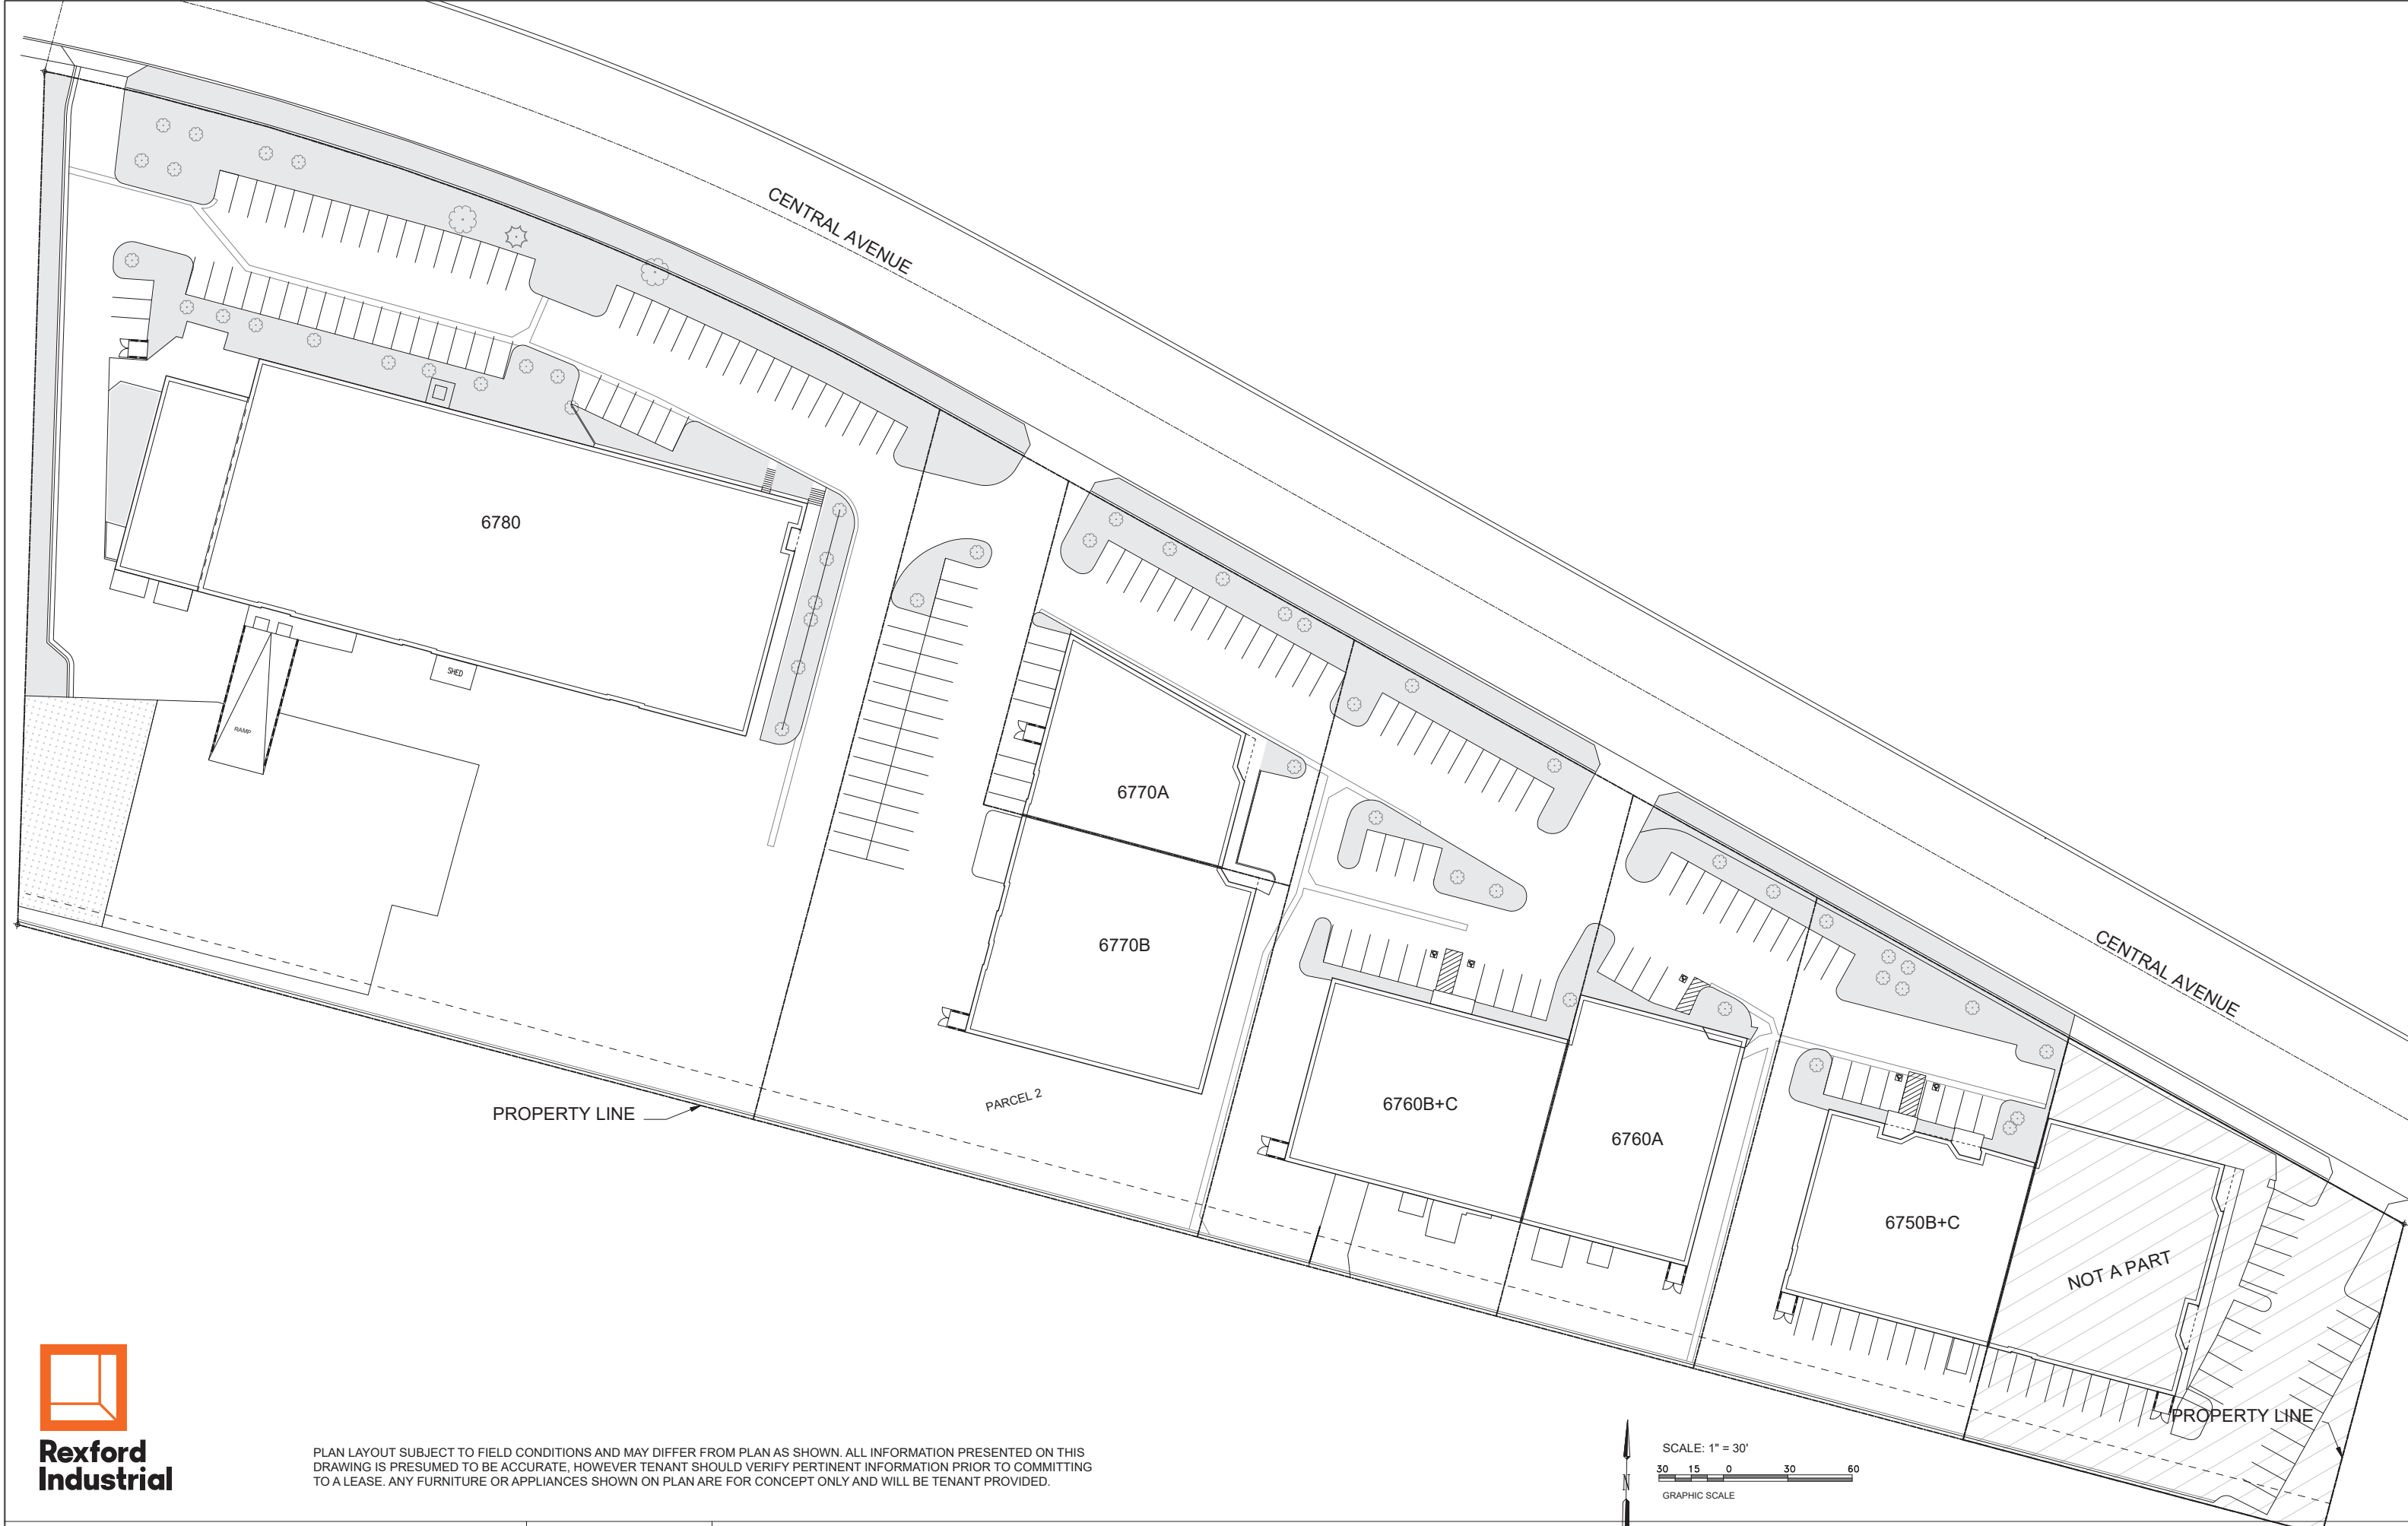 CENTRAL AVENUE
6780
SHED
RAMP
6770A
6770B
PARCEL 2
PROPERTY LINE
6760B+C
6760A
CENTRAL AVENUE
6750B+C
NOT A PART
PROPERTY LINE
Rexford
Industrial
PLAN LAYOUT SUBJECT TO FIELD CONDITIONS AND MAY DIFFER FROM PLAN AS SHOWN. ALL INFORMATION PRESENTED ON THIS
DRAWING IS PRESUMED TO BE ACCURATE, HOWEVER TENANT SHOULD VERIFY PERTINENT INFORMATION PRIOR TO COMMITTING
TO A LEASE. ANY FURNITURE OR APPLIANCES SHOWN ON PLAN ARE FOR CONCEPT ONLY AND WILL BE TENANT PROVIDED.
N
SCALE: 1" = 30'
30 15 0 30 60
GRAPHIC SCALE